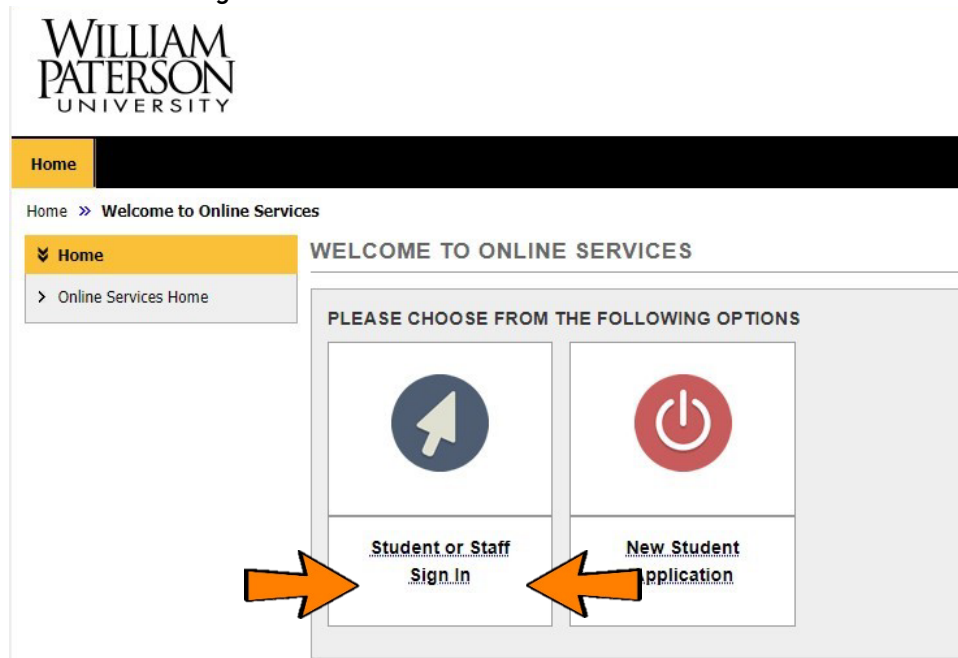 WILLIAM
PATERSON
UNIVERSITY
Home
Home » Welcome to Online Services
Home
> Online Services Home
WELCOME TO ONLINE SERVICES
PLEASE CHOOSE FROM THE FOLLOWING OPTIONS
Student or Staff
Sign In
New Student
Application